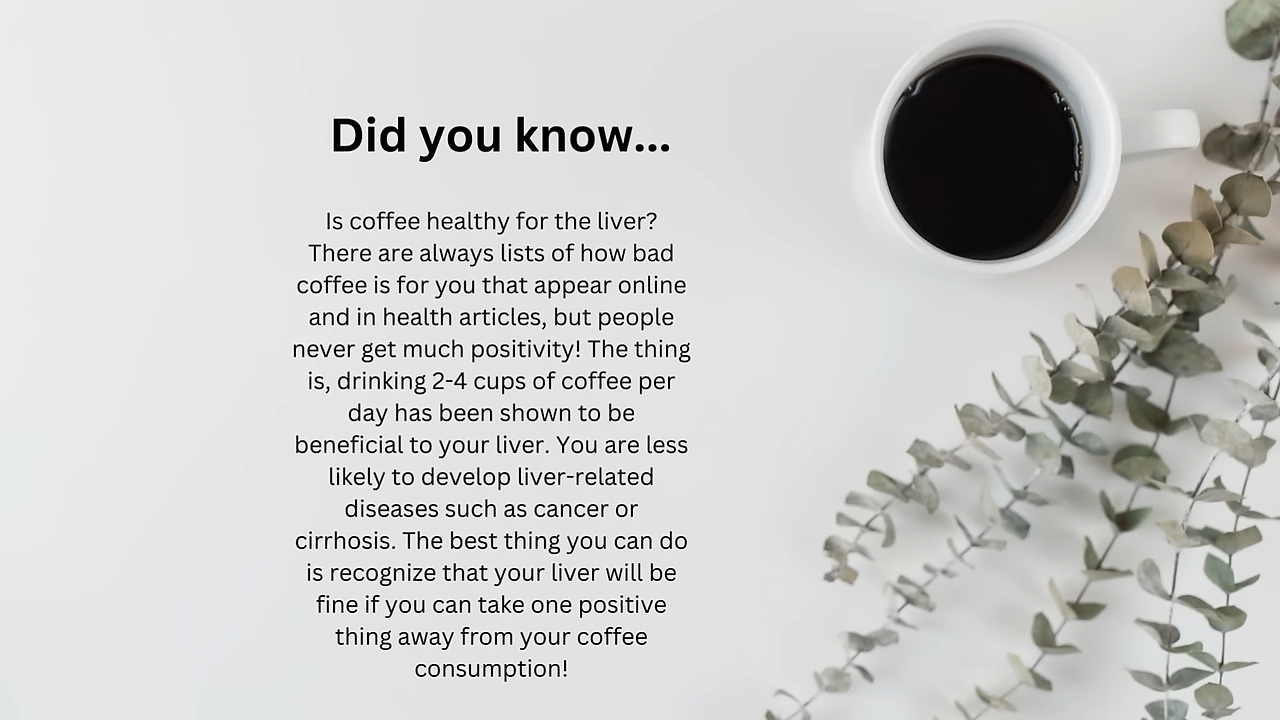 Did you know...
Is coffee healthy for the liver?
There are always lists of how bad
coffee is for you that appear online
and in health articles, but people
never get much positivity! The thing
is, drinking 2-4 cups of coffee per
day has been shown to be
beneficial to your liver. You are less
likely to develop liver-related
diseases such as cancer or
cirrhosis. The best thing you can do
is recognize that your liver will be
fine if you can take one positive
thing away from your coffee
consumption!